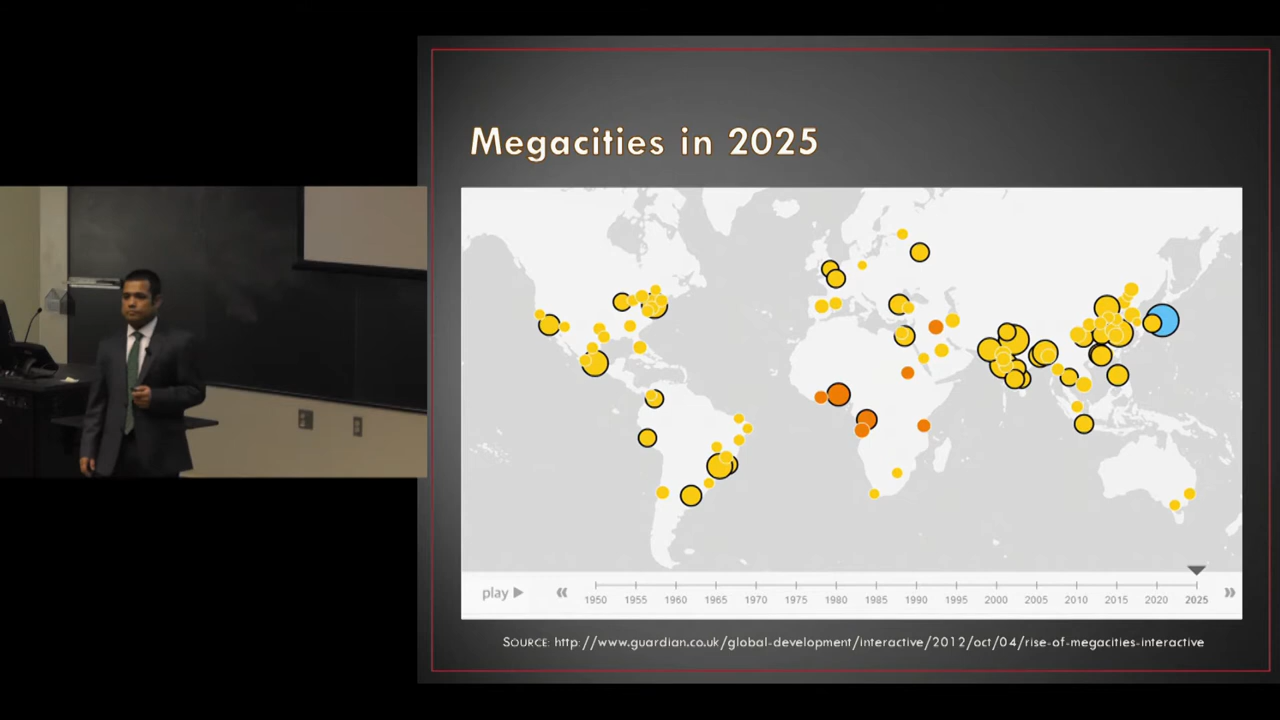 Megacities in 2025
play
1950 1955 1960 1965 1970 1975 1980 1985 1990 1995 2000 2005 2010 2015 2020 2025
SOURCE: http://www.guardian.co.uk/global-development/interactive/2012/oct/04/rise-of-megacities-interactive